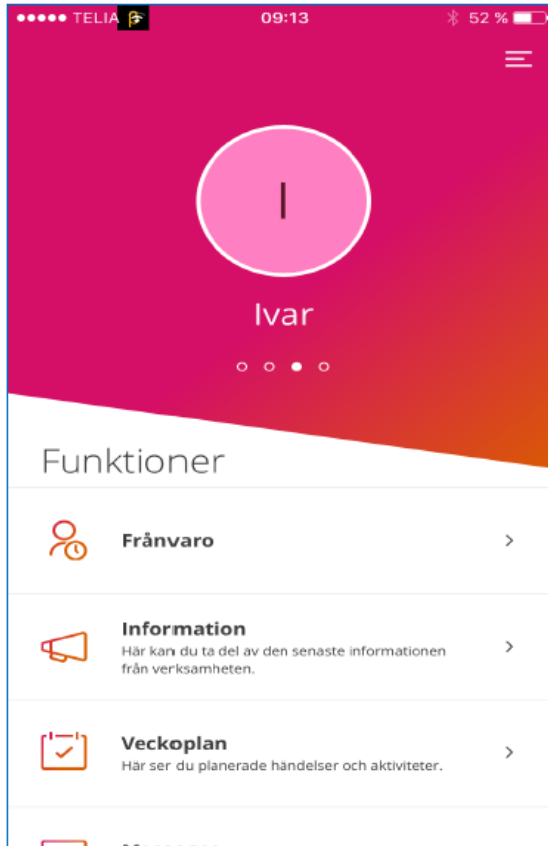 TELIA 09:13 52 %
I
Ivar
Funktioner
Frånvaro
Information
Här kan du ta del av den senaste informationen
från verksamheten.
Veckoplan
Här ser du planerade händelser och aktiviteter.